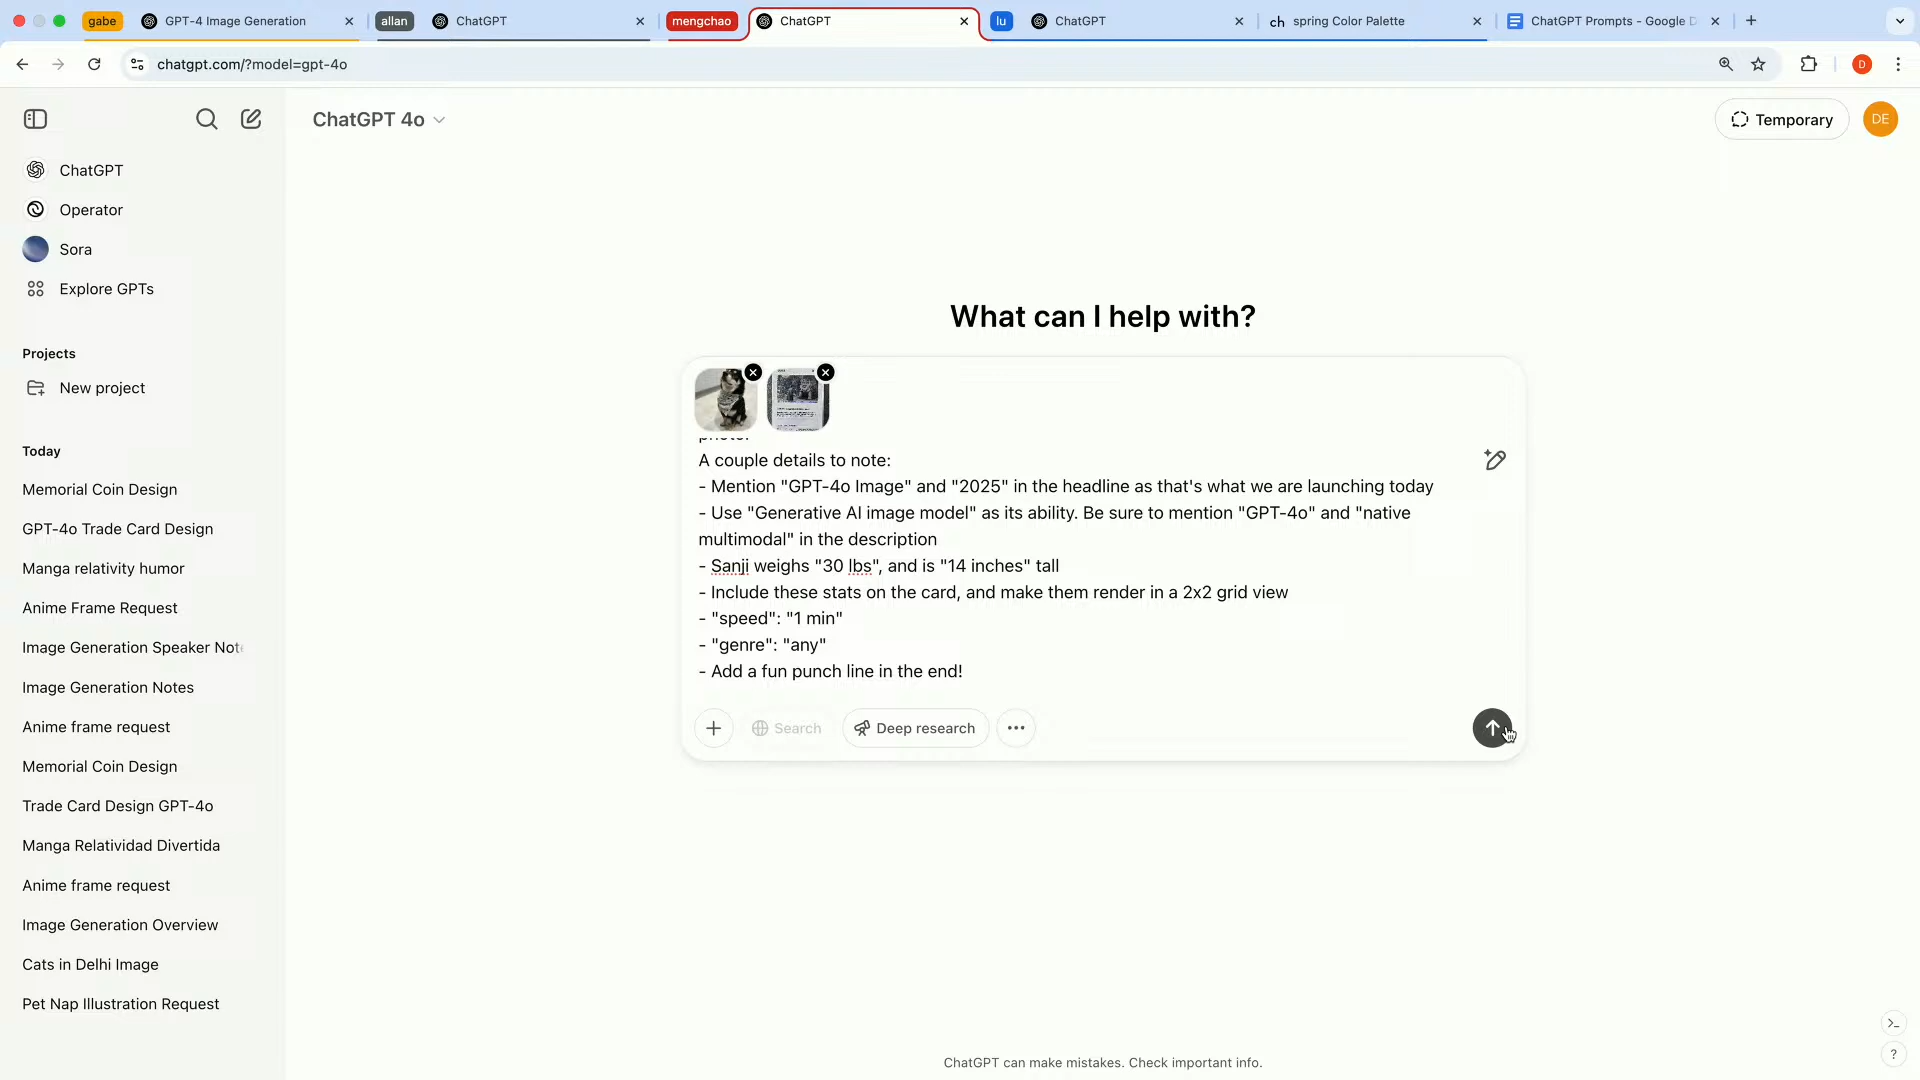 gabe
GPT-4 Image Generation
allan
ChatGPT
mengchao
ChatGPT
lu
ChatGPT
ch
spring Color Palette
ChatGPT Prompts - Google D
chatgpt.com/?model=gpt-4o
D
ChatGPT 4o
Temporary
DE
ChatGPT
Operator
Sora
Explore GPTs
Projects
New project
Today
Memorial Coin Design
GPT-4o Trade Card Design
Manga relativity humor
Anime Frame Request
Image Generation Speaker Not
Image Generation Notes
Anime frame request
Memorial Coin Design
Trade Card Design GPT-4o
Manga Relatividad Divertida
Anime frame request
Image Generation Overview
Cats in Delhi Image
Pet Nap Illustration Request
What can I help with?
A couple details to note:
- Mention "GPT-4o Image" and "2025" in the headline as that's what we are launching today
- Use "Generative AI image model" as its ability. Be sure to mention "GPT-4o" and "native
multimodal" in the description
- Sanji weighs "30 lbs", and is "14 inches" tall
- Include these stats on the card, and make them render in a 2x2 grid view
- "speed": "1 min"
- "genre": "any"
- Add a fun punch line in the end!
Search
Deep research
ChatGPT can make mistakes. Check important info.
?